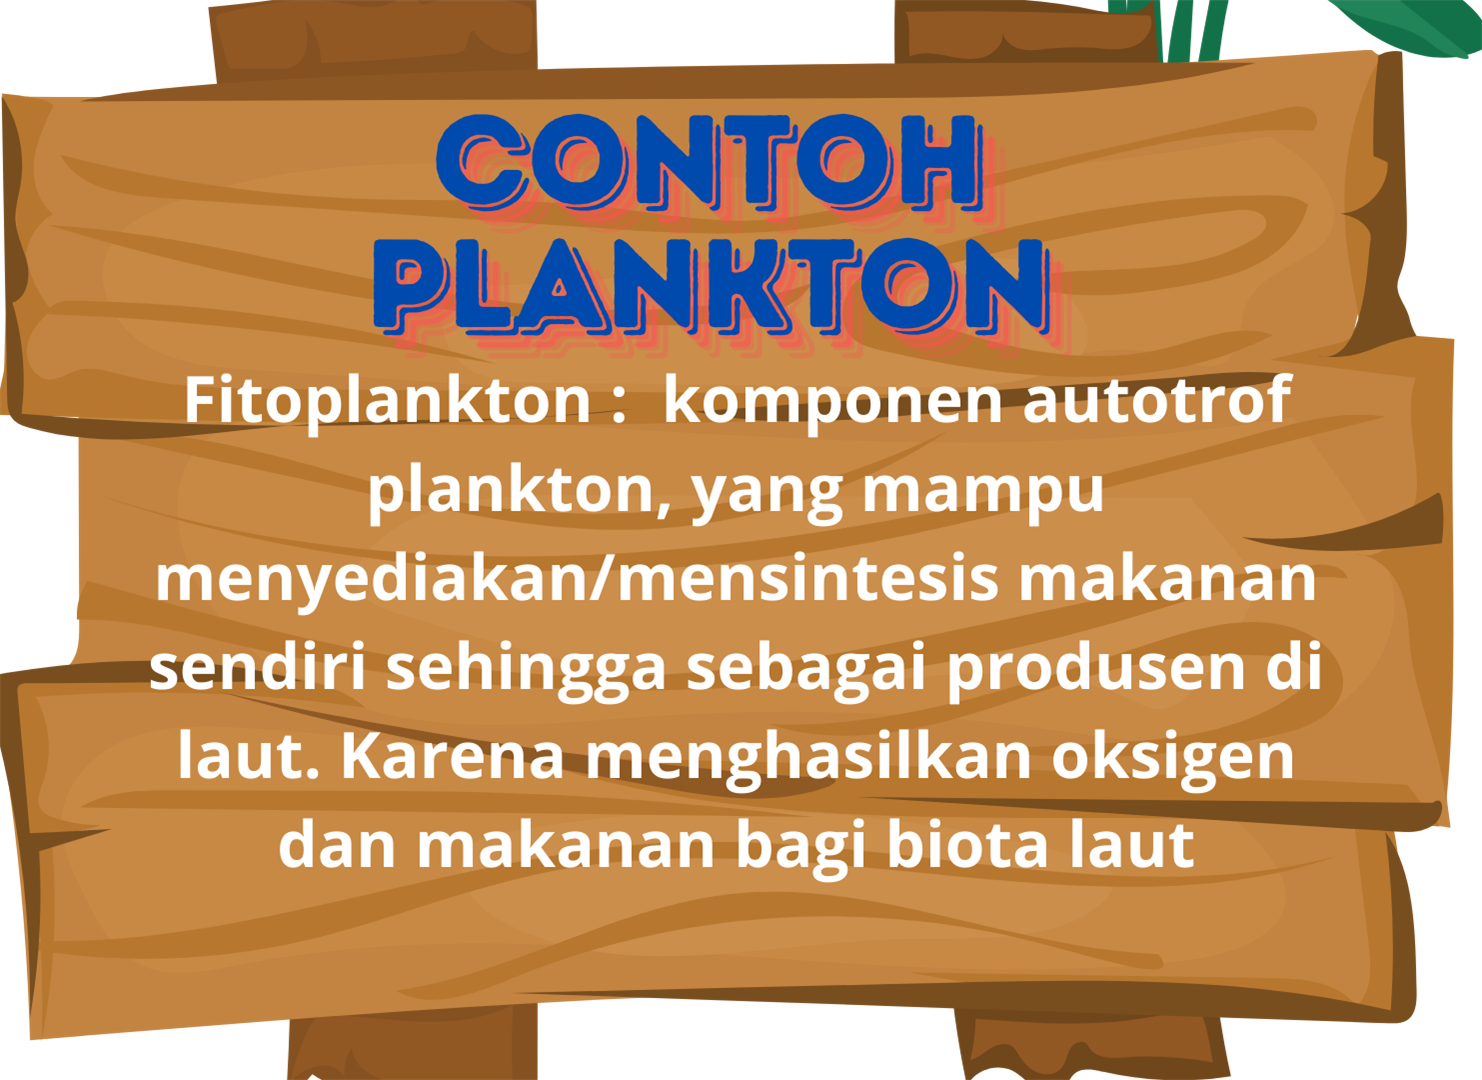 CONTOH
PLANKTON
Fitoplankton : komponen autotrof
plankton, yang mampu
menyediakan/mensintesis makanan
sendiri sehingga sebagai produsen di
laut. Karena menghasilkan oksigen
dan makanan bagi biota laut